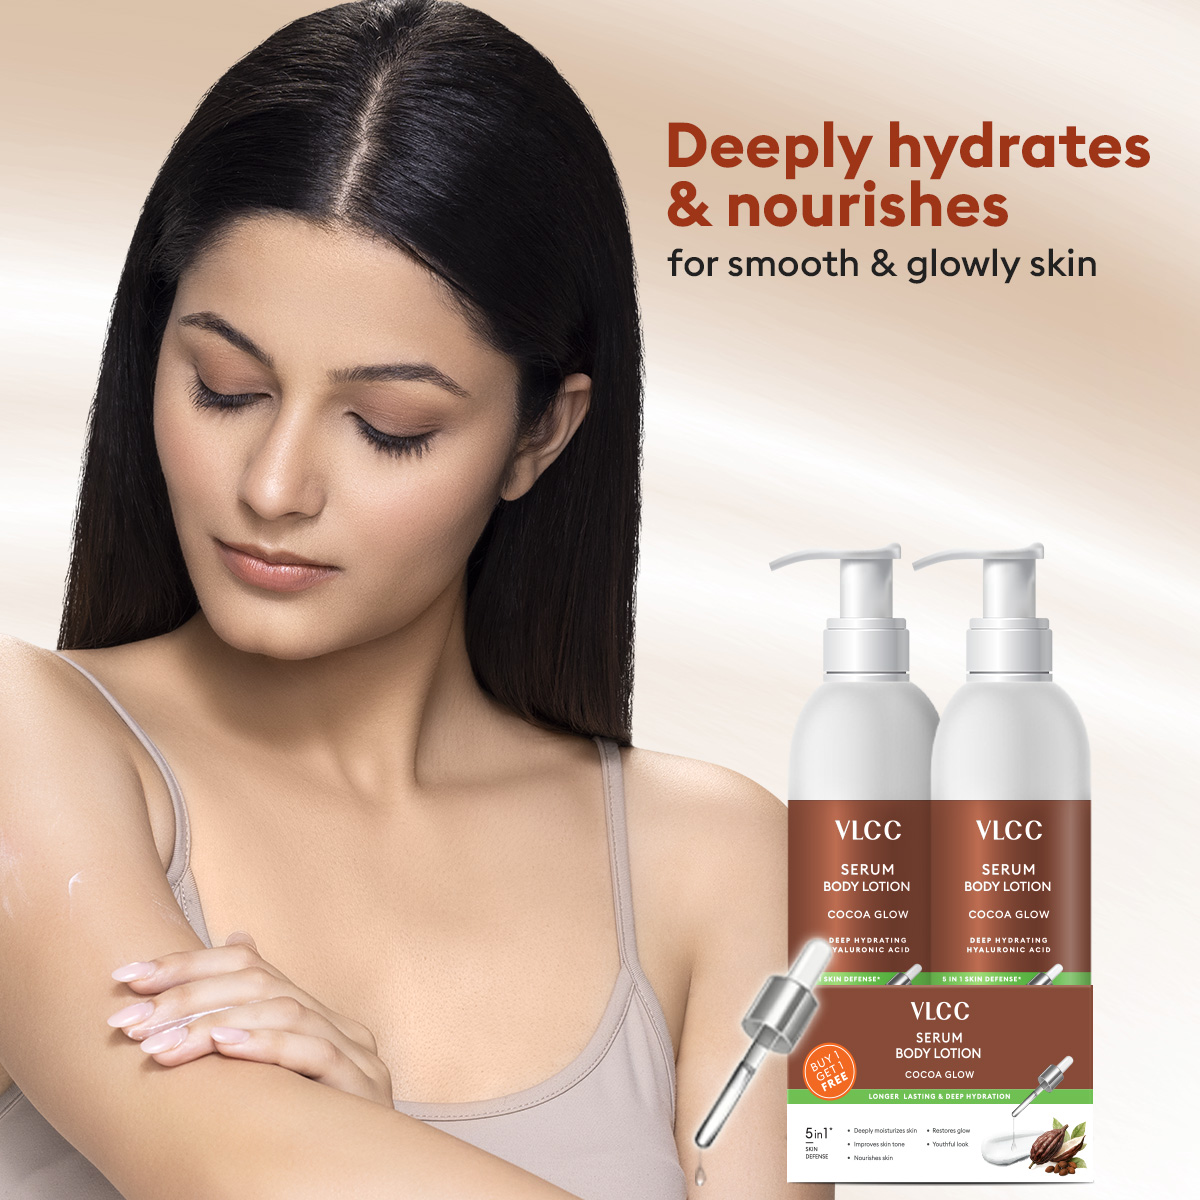 Deeply hydrates
& nourishes
for smooth & glowly skin
VLCC
SERUM
BODY LOTION
COCOA GLOW
DEEP HYDRATING
HYALURONIC ACID
SKIN DEFENSE*
VLCC
SERUM
BODY LOTION
COCOA GLOW
DEEP HYDRATING
HYALURONIC ACID
5 IN 1 SKIN DEFENSE*
VLCC
SERUM
BODY LOTION
COCOA GLOW
BUY 1
GET 1
FREE
LONGER LASTING & DEEP HYDRATION
5in1*
SKIN
DEFENSE
• Deeply moisturizes skin
• Improves skin tone
• Nourishes skin
• Restores glow
• Youthful look